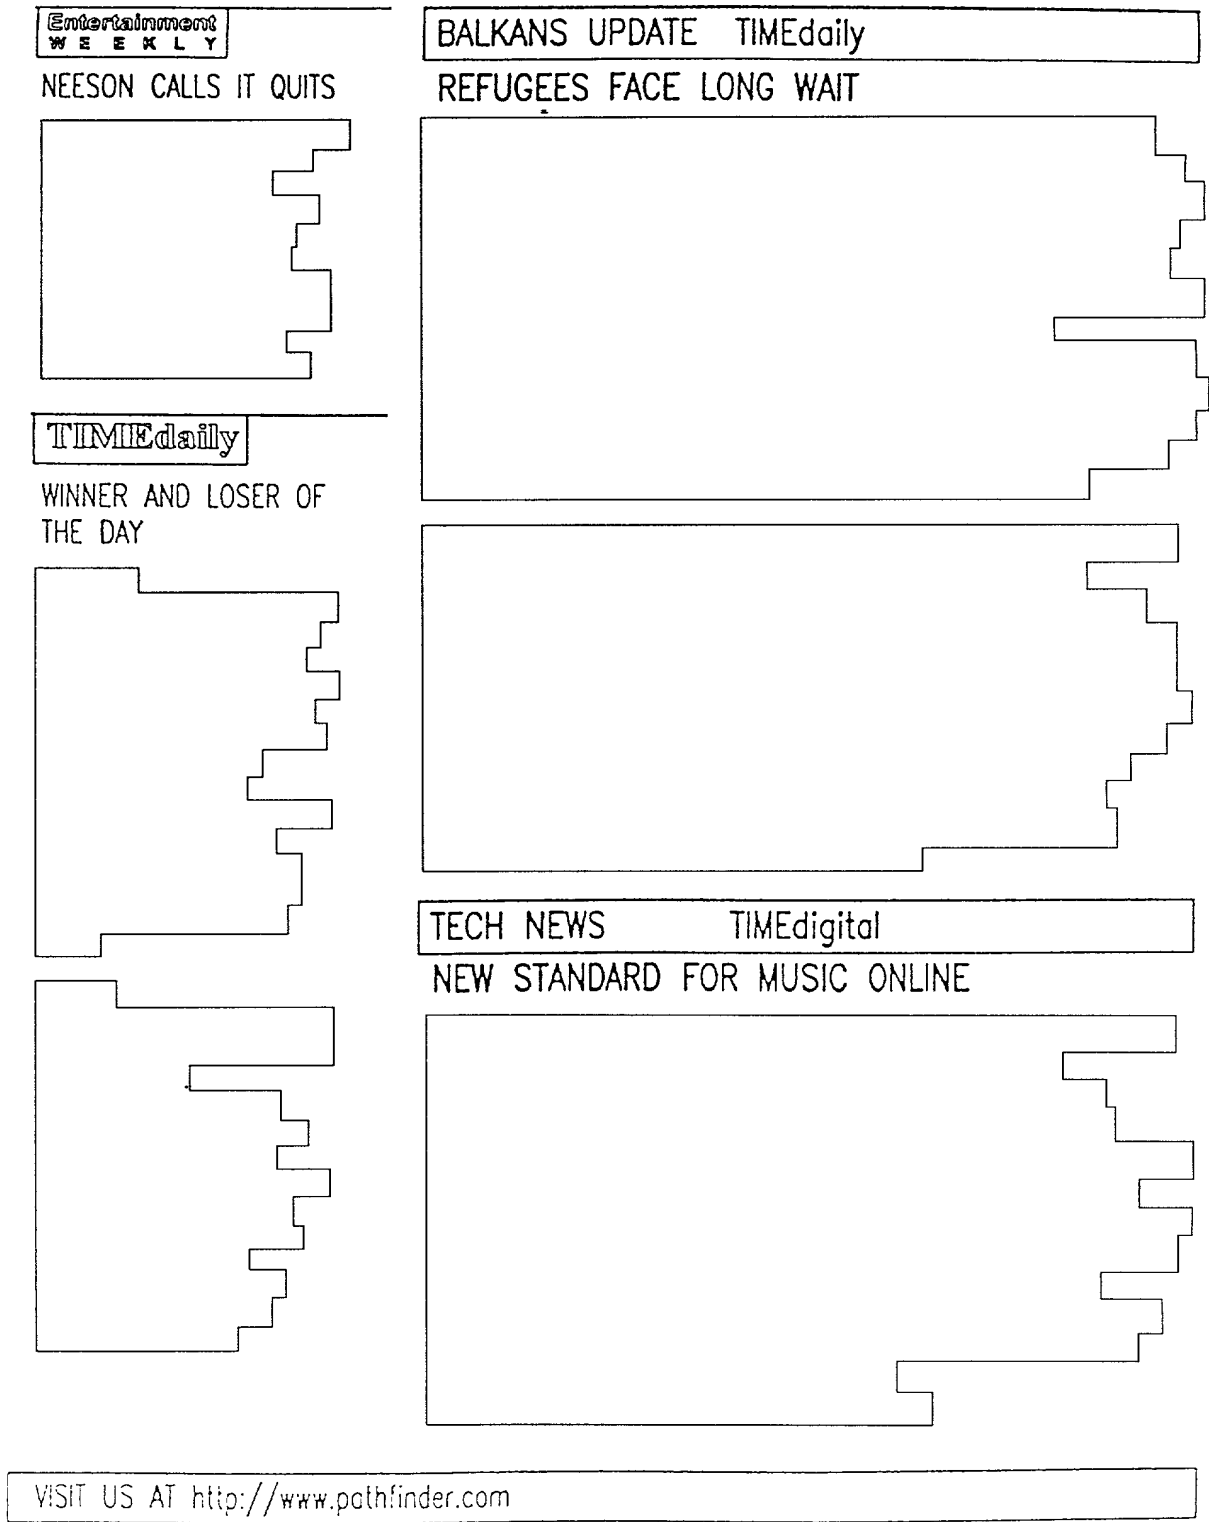 Entertainment
WEEKLY
NEESON CALLS IT QUITS
TIMEdaily
WINNER AND LOSER OF
THE DAY
BALKANS UPDATE TIMEdaily
REFUGEES FACE LONG WAIT
TECH NEWS TIMEdigital
NEW STANDARD FOR MUSIC ONLINE
VISIT US AT http://www.pathfinder.com